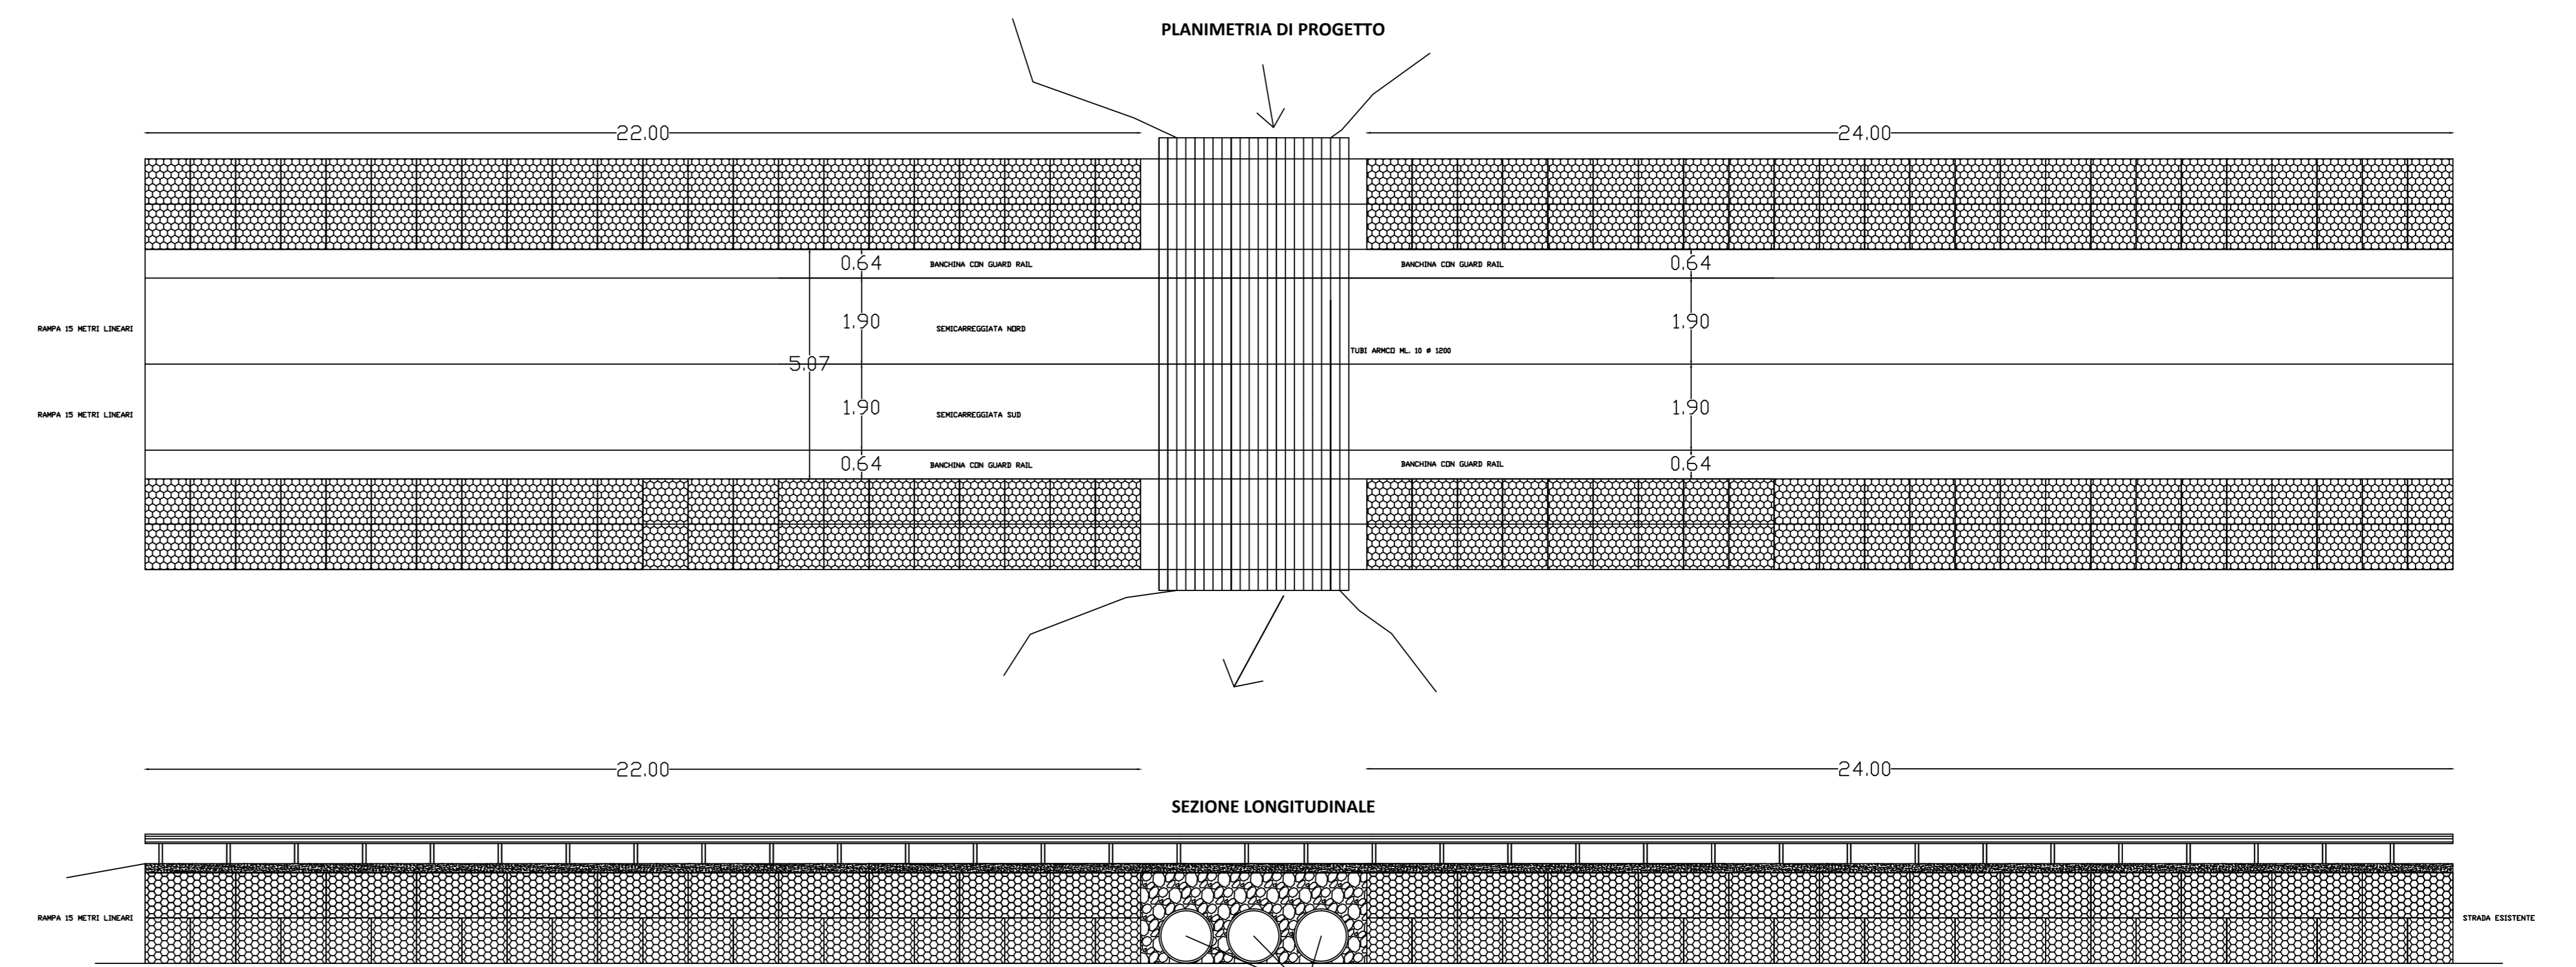 PLANIMETRIA DI PROGETTO
22.00
24.00
0.64
BANCHINA CON GUARD RAIL
BANCHINA CON GUARD RAIL
0.64
RAMPA 15 METRI LINEARI
1.90
SEMICARREGGIATA NORD
1.90
TUBI ARMCO ML. 10 Ø 1200
5.07
RAMPA 15 METRI LINEARI
1.90
SEMICARREGGIATA SUD
1.90
0.64
BANCHINA CON GUARD RAIL
BANCHINA CON GUARD RAIL
0.64
22.00
24.00
SEZIONE LONGITUDINALE
RAMPA 15 METRI LINEARI
STRADA ESISTENTE